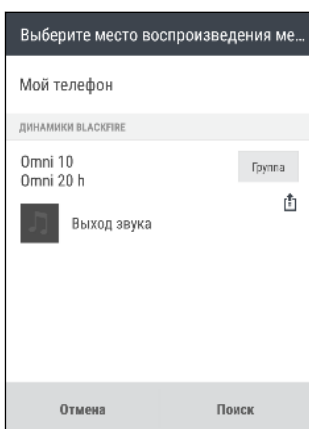 Выберите место воспроизведения ме...
Мой телефон
ДИНАМИКИ BLACKFIRE
Omni 10
Группа
Omni 20 h
Выход звука
Отмена
Поиск